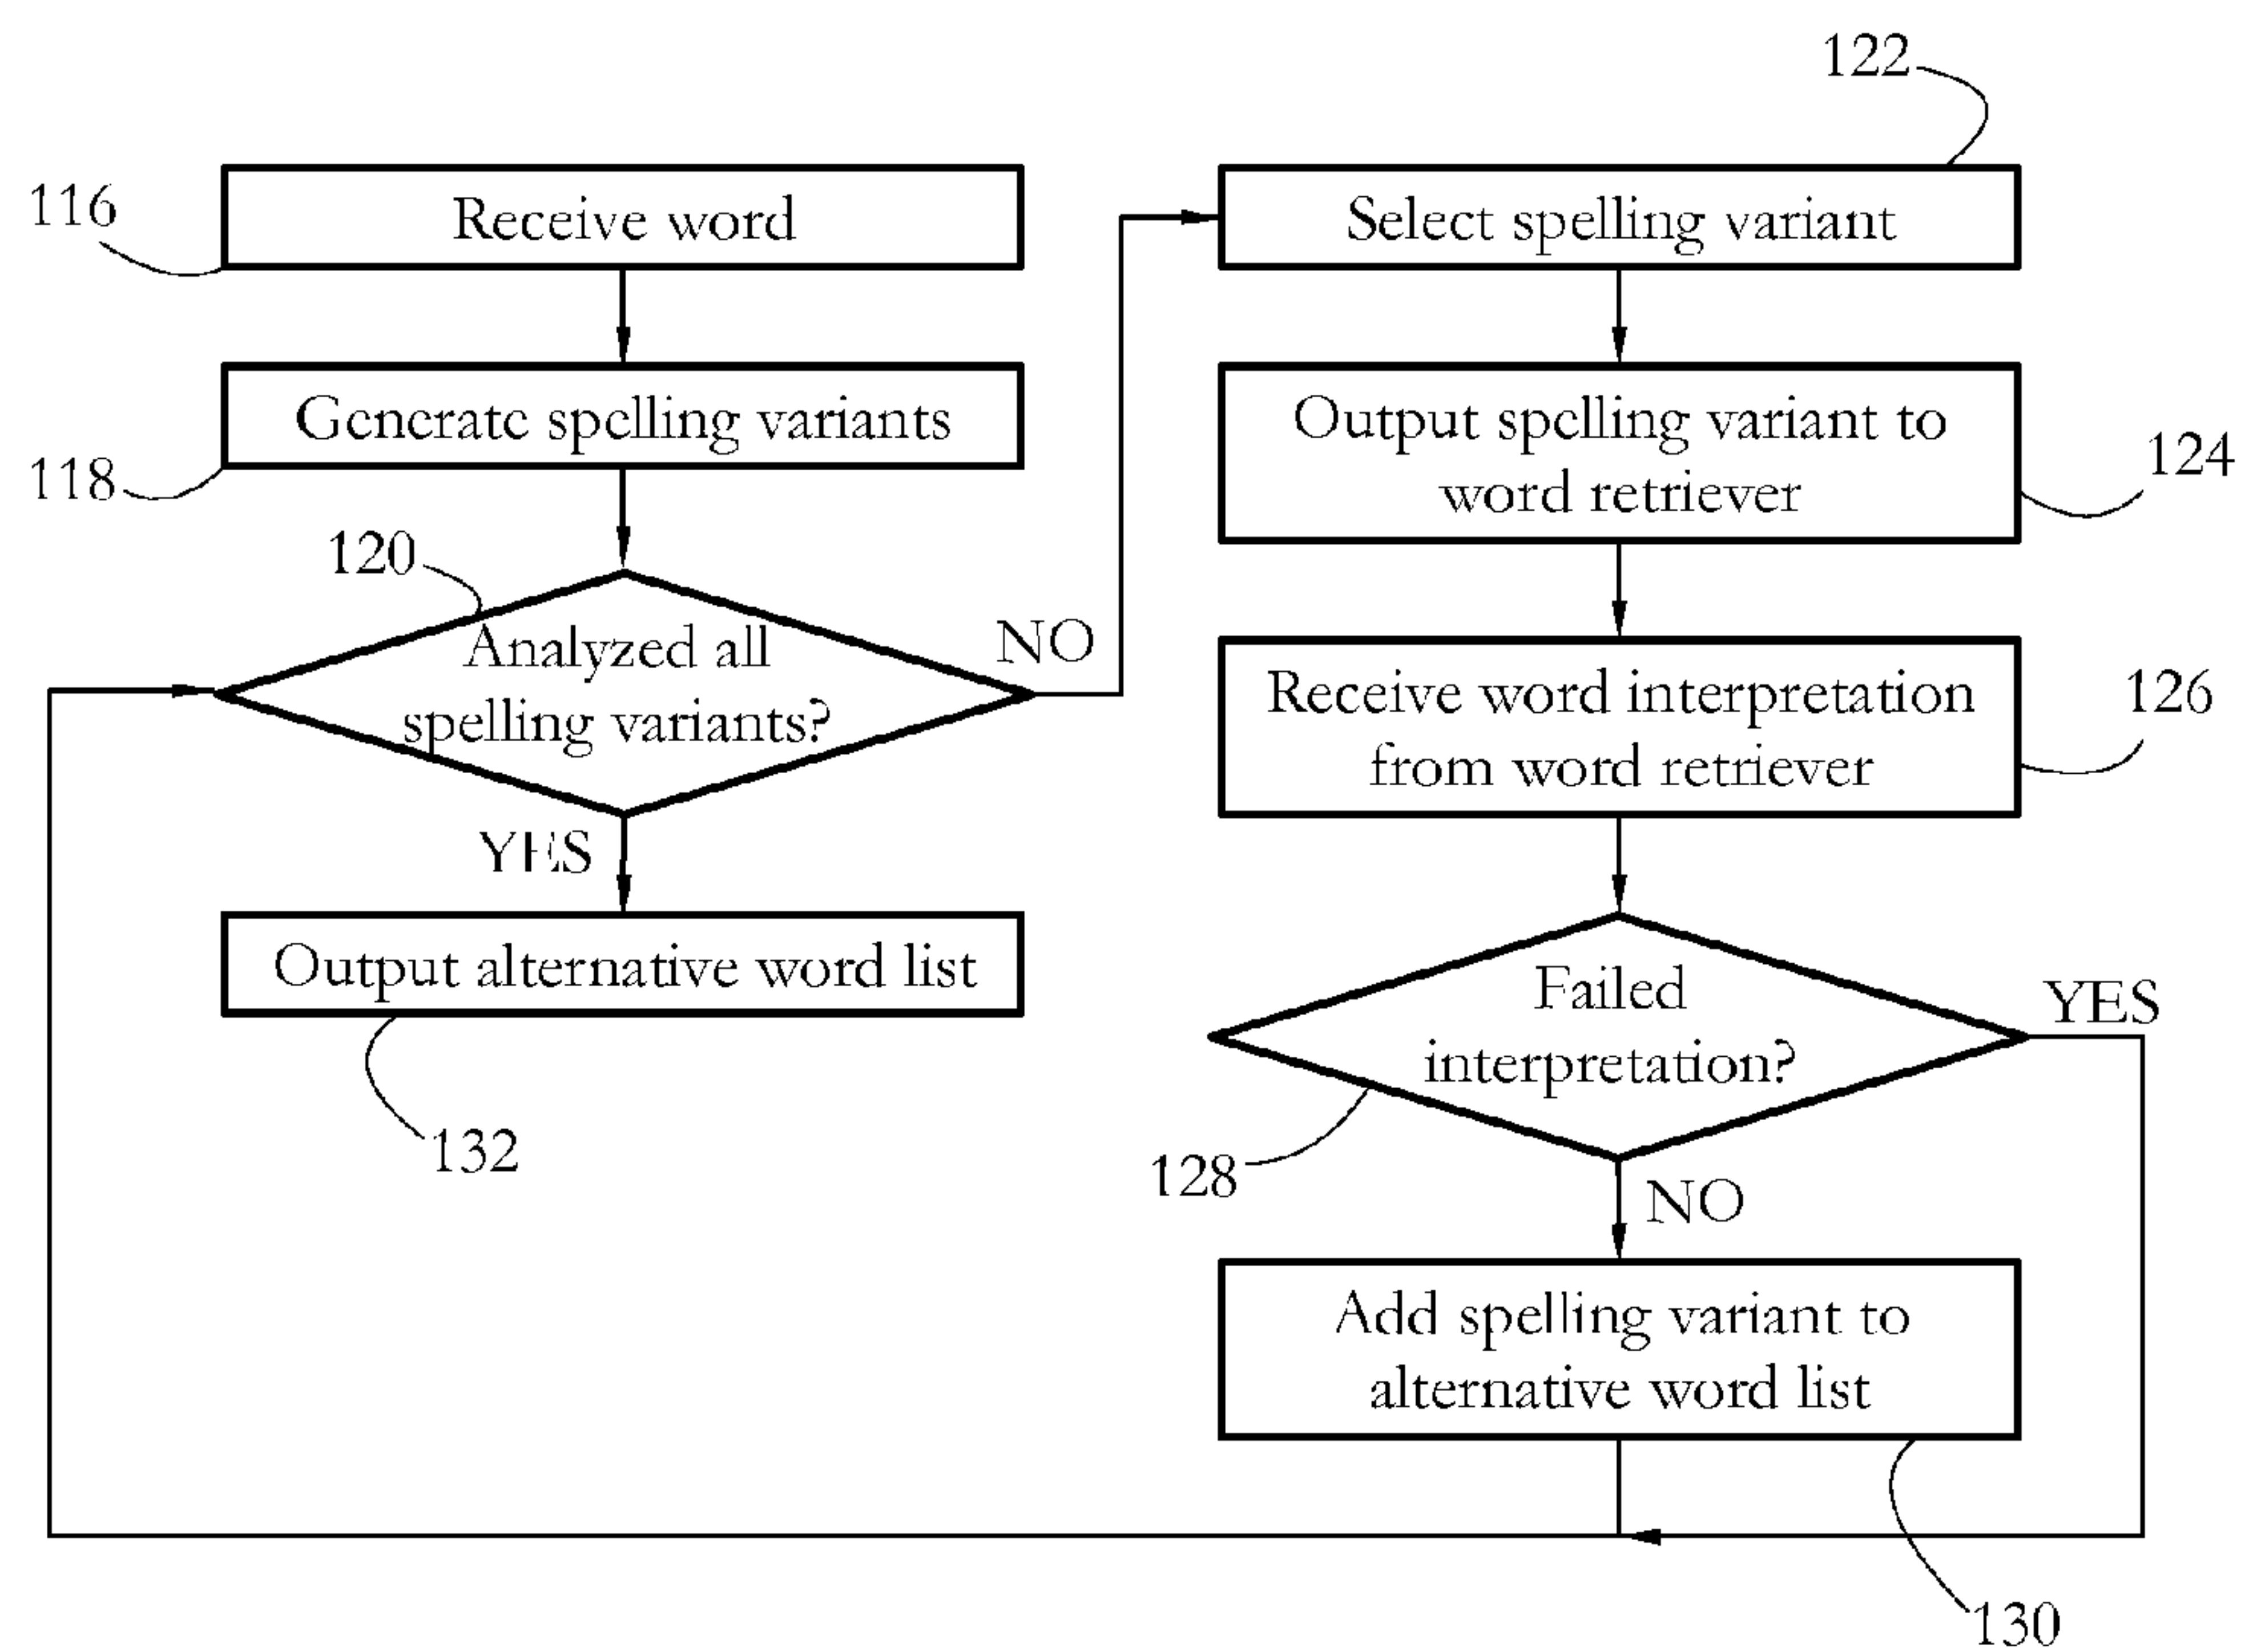 116
Receive word
118
Generate spelling variants
120
Analyzed all
spelling variants?
NO
YES
Output alternative word list
132
122
Select spelling variant
Output spelling variant to
word retriever
124
Receive word interpretation
from word retriever
126
Failed
interpretation?
YES
128
NO
Add spelling variant to
alternative word list
130